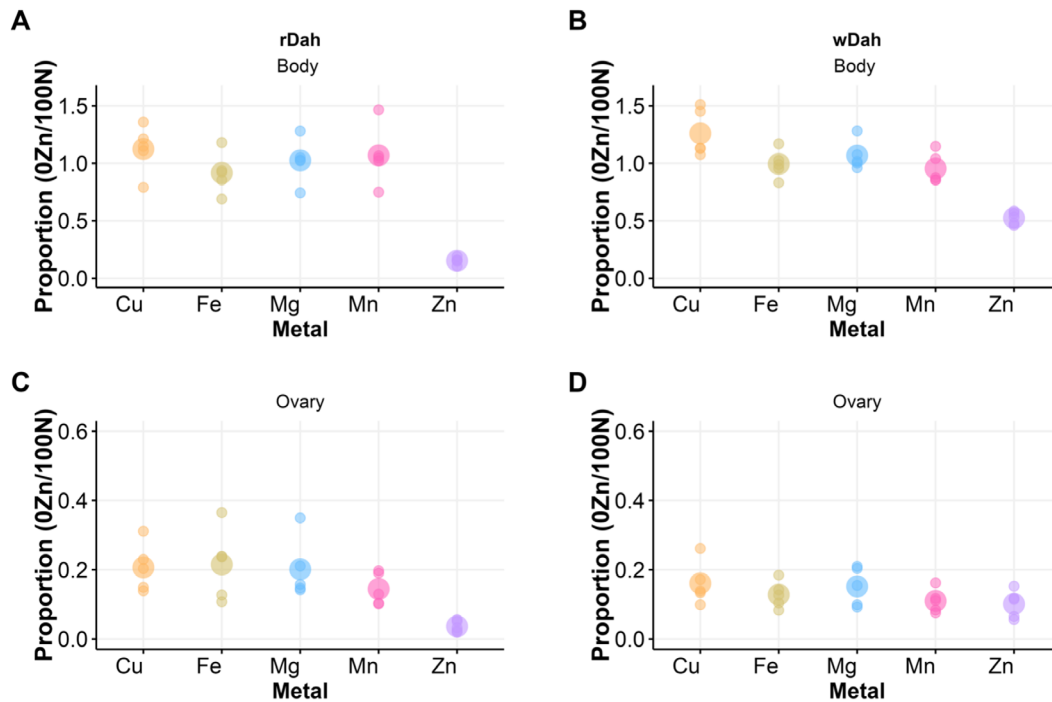 A
rDah
Body
Proportion (0Zn/100N)
1.5
1.0
0.5
0.0
Cu Fe Mg Mn Zn
Metal
B
wDah
Body
Proportion (0Zn/100N)
1.5
1.0
0.5
0.0
Cu Fe Mg Mn Zn
Metal
C
Ovary
Proportion (0Zn/100N)
0.6
0.4
0.2
0.0
Cu Fe Mg Mn Zn
Metal
D
Ovary
Proportion (0Zn/100N)
0.6
0.4
0.2
0.0
Cu Fe Mg Mn Zn
Metal